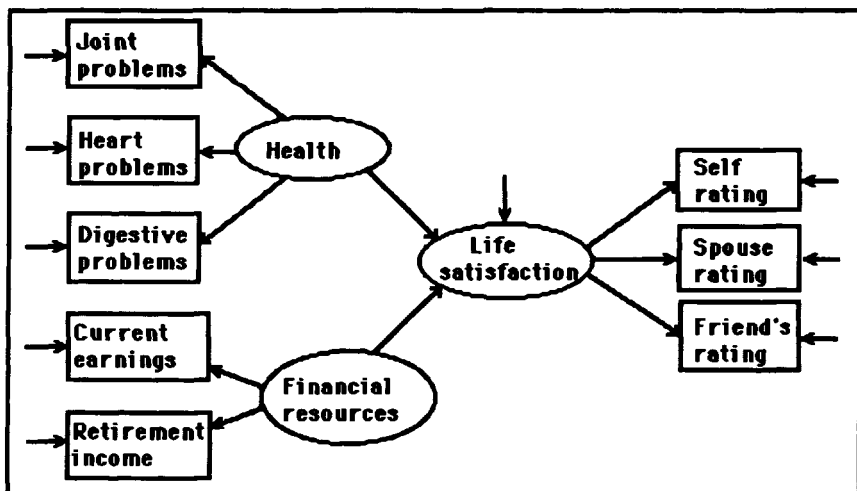 Joint
problems
Heart
problems
Digestive
problems
Current
earnings
Retirement
income
Health
Financial
resources
Life
satisfaction
Self
rating
Spouse
rating
Friend's
rating